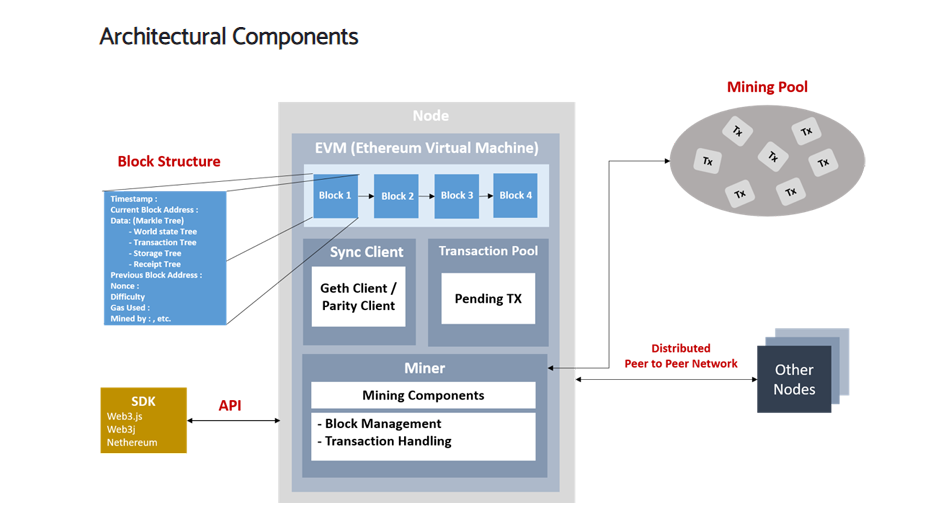 Architectural Components
Mining Pool
Tx
Tx
Tx
Tx
Tx
Tx
Tx
Node
EVM (Ethereum Virtual Machine)
Block 1
Block 2
Block 3
Block 4
Block Structure
Timestamp :
Current Block Address :
Data: (Markle Tree)
- World state Tree
- Transaction Tree
- Storage Tree
- Receipt Tree
Previous Block Address :
Nonce :
Difficulty
Gas Used :
Mined by : , etc.
Sync Client
Geth Client /
Parity Client
Transaction Pool
Pending TX
Miner
Mining Components
- Block Management
- Transaction Handling
Distributed
Peer to Peer Network
Other
Nodes
SDK
Web3.js
Web3j
Nethereum
API